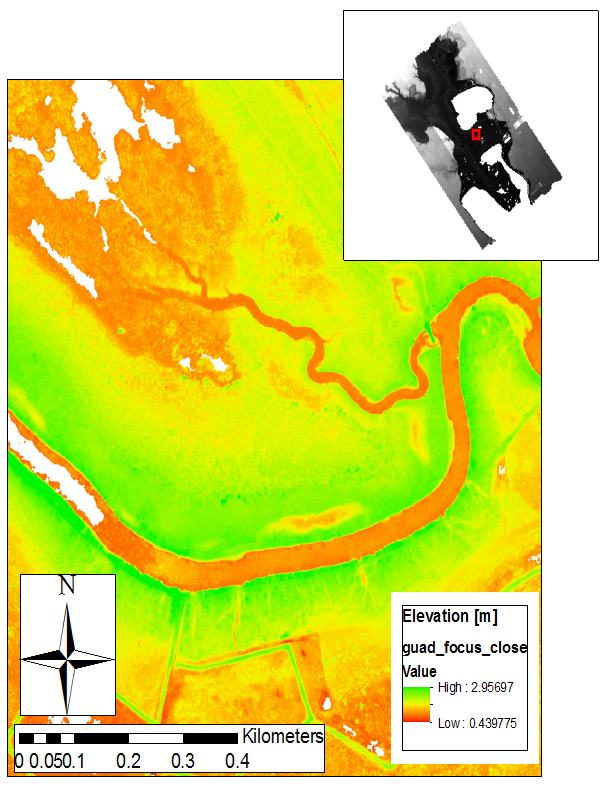 N
Elevation [m]
guad_focus_close
Value
High : 2.95697
Low : 0.439775
Kilometers
0 0.050.1 0.2 0.3 0.4